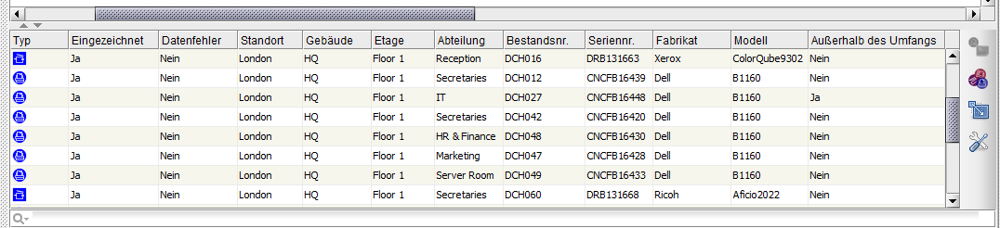 Typ Eingezeichnet Datenfehler Standort Gebäude Etage Abteilung Bestandsnr. Seriennr. Fabrikat Modell Außerhalb des Umfangs
Ja Nein London HQ Floor 1 Reception DCH016 DRB131663 Xerox ColorQube9302 Nein
Ja Nein London HQ Floor 1 Secretaries DCH012 CNCFB16439 Dell B1160 Nein
Ja Nein London HQ Floor 1 IT DCH027 CNCFB16448 Dell B1160 Ja
Ja Nein London HQ Floor 1 Secretaries DCH042 CNCFB16420 Dell B1160 Nein
Ja Nein London HQ Floor 1 HR & Finance DCH048 CNCFB16430 Dell B1160 Nein
Ja Nein London HQ Floor 1 Marketing DCH047 CNCFB16428 Dell B1160 Nein
Ja Nein London HQ Floor 1 Server Room DCH049 CNCFB16433 Dell B1160 Nein
Ja Nein London HQ Floor 1 Secretaries DCH060 DRB131668 Ricoh Aficio2022 Nein